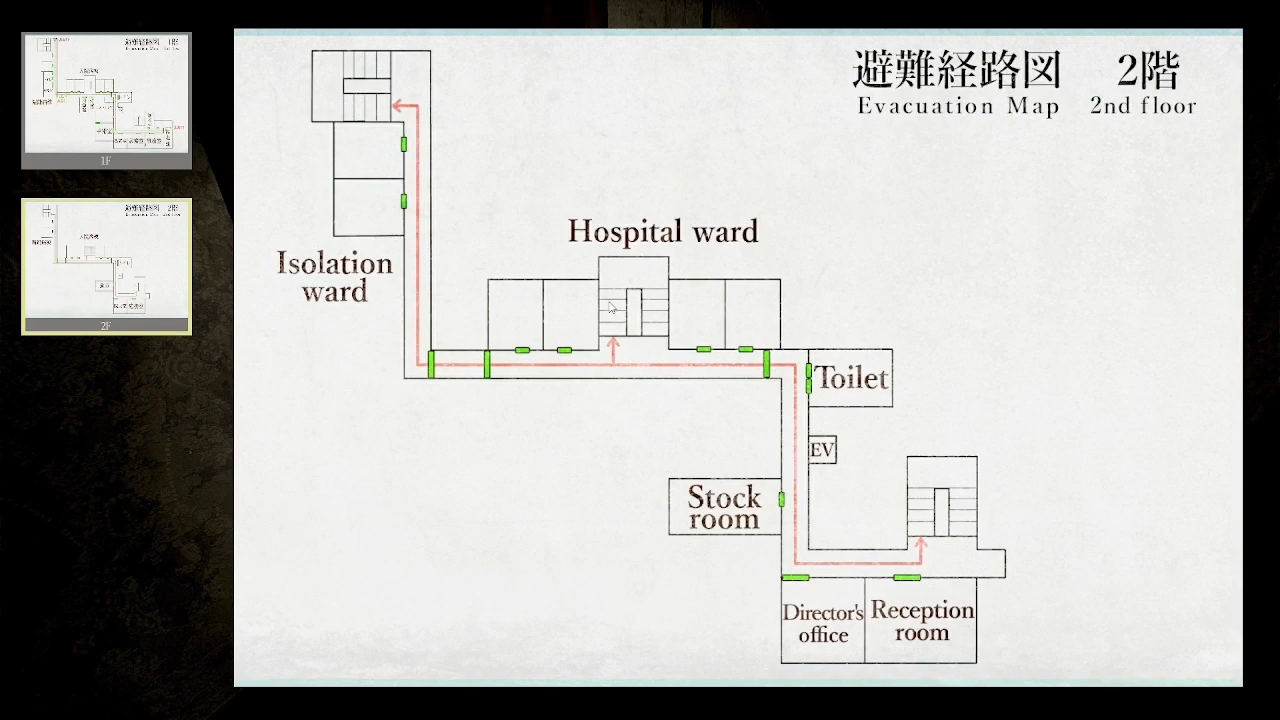 避難経路図 2階
Evacuation Map 2nd floor
Hospital ward
Isolation
ward
Toilet
EV
Stock
room
Director's
office
Reception
room
1F
2F